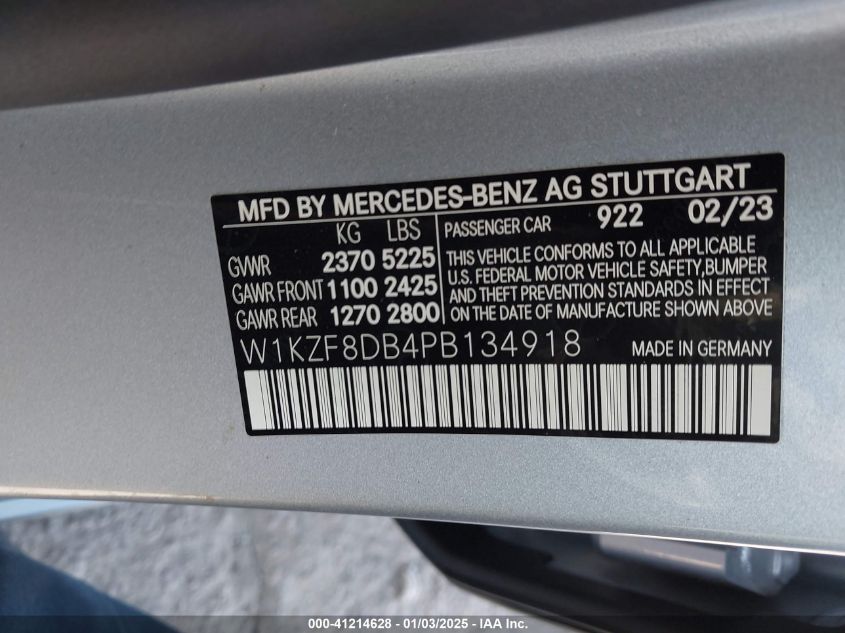 MFD BY MERCEDES-BENZ AG STUTTGART
KG LBS PASSENGER CAR 922 02/23
GVWR 2370 5225
GAWR FRONT 1100 2425
GAWR REAR 1270 2800
THIS VEHICLE CONFORMS TO ALL APPLICABLE
U.S. FEDERAL MOTOR VEHICLE SAFETY,BUMPER
AND THEFT PREVENTION STANDARDS IN EFFECT
ON THE DATE OF MANUFACTURE SHOWN ABOVE
W1KZF8DB4PB134918 MADE IN GERMANY
000-41214628 - 01/03/2025 - IAA Inc.